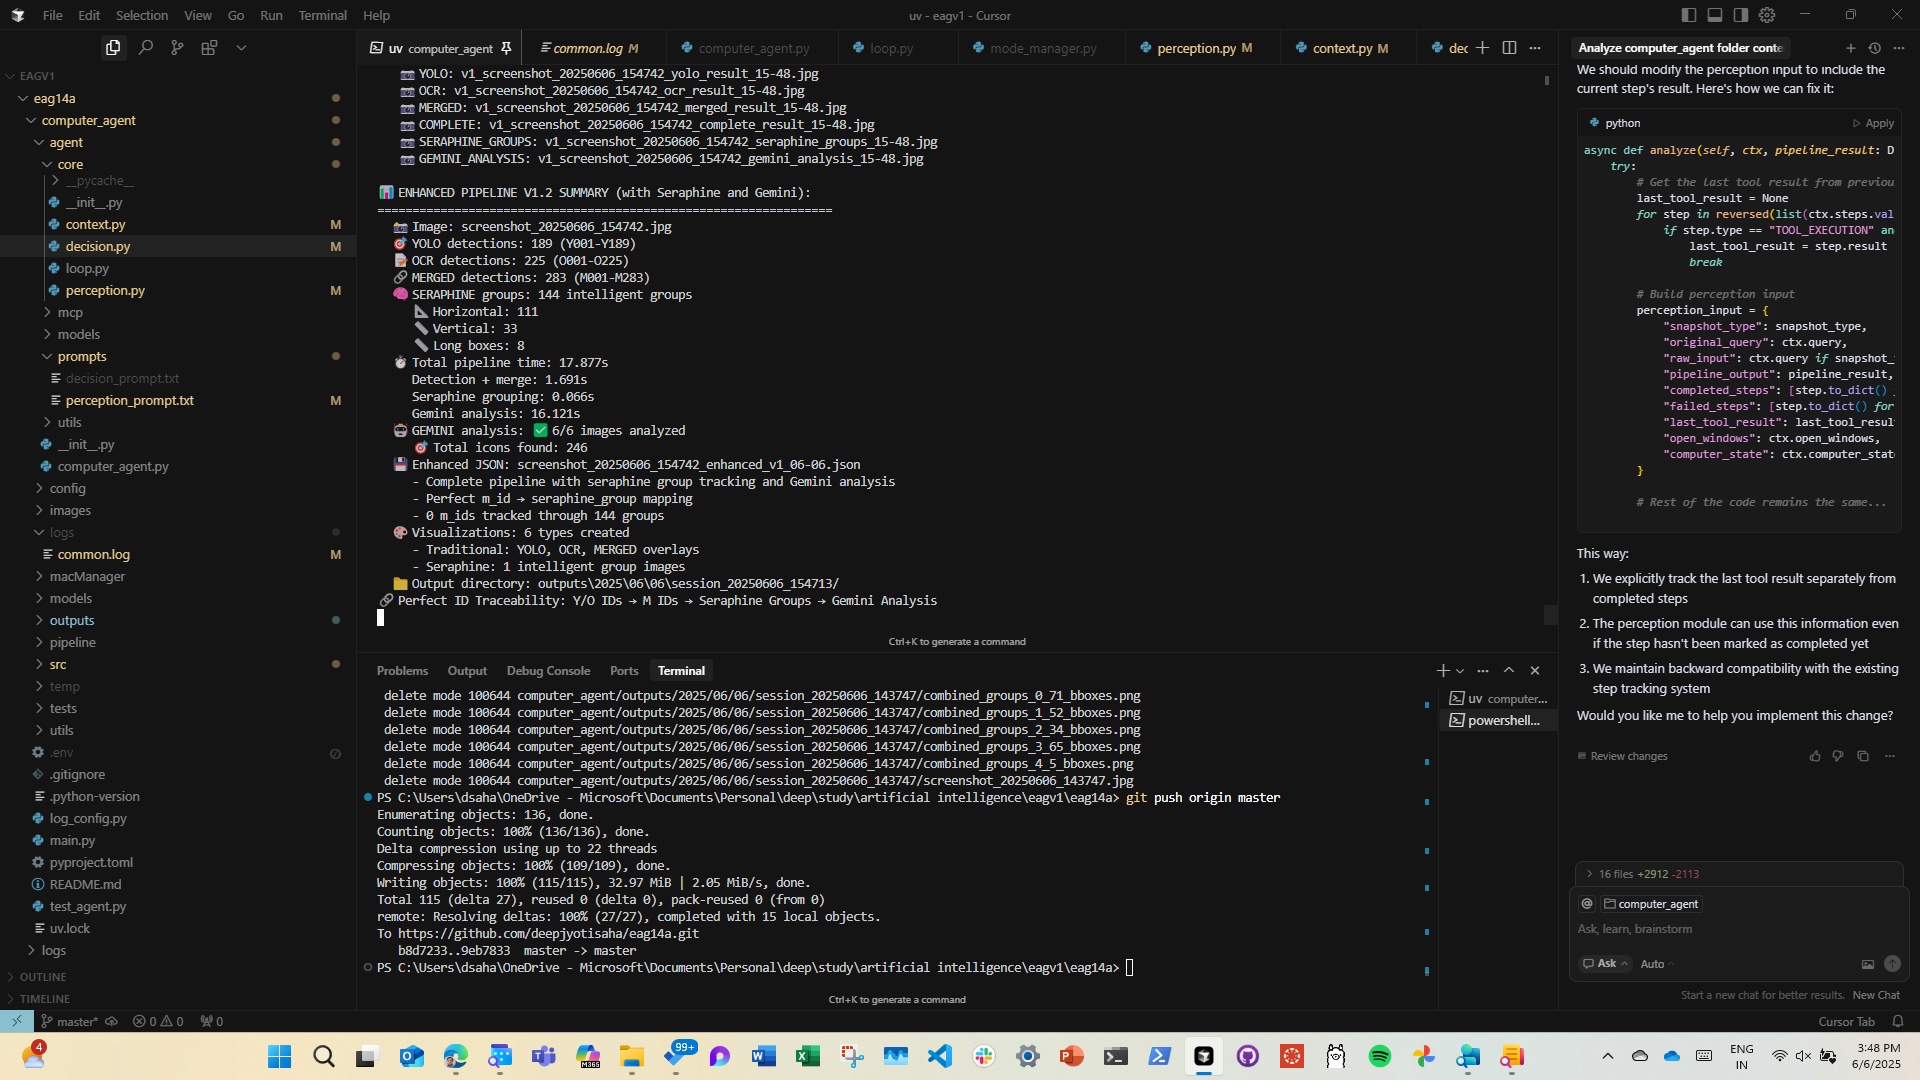 File Edit Selection View Go Run Terminal Help
uv - eagv1 - Cursor
EAGV1
eag14a
computer_agent
agent
core
__pycache__
__init__.py
context.py M
decision.py M
loop.py
perception.py M
mcp
models
prompts
decision_prompt.txt
perception_prompt.txt M
utils
__init__.py
computer_agent.py
config
images
logs
common.log M
macManager
models
outputs
pipeline
src
temp
tests
utils
.env
.gitignore
.python-version
log_config.py
main.py
pyproject.toml
README.md
test_agent.py
uv.lock
logs
OUTLINE
TIMELINE
uv computer_agent common.log M computer_agent.py loop.py mode_manager.py perception.py M context.py M dec
YOLO: v1_screenshot_20250606_154742_yolo_result_15-48.jpg
OCR: v1_screenshot_20250606_154742_ocr_result_15-48.jpg
MERGED: v1_screenshot_20250606_154742_merged_result_15-48.jpg
COMPLETE: v1_screenshot_20250606_154742_complete_result_15-48.jpg
SERAPHINE_GROUPS: v1_screenshot_20250606_154742_seraphine_groups_15-48.jpg
GEMINI_ANALYSIS: v1_screenshot_20250606_154742_gemini_analysis_15-48.jpg
ENHANCED PIPELINE V1.2 SUMMARY (with Seraphine and Gemini):
=================================================================
Image: screenshot_20250606_154742.jpg
YOLO detections: 189 (Y001-Y189)
OCR detections: 225 (O001-O225)
MERGED detections: 283 (M001-M283)
SERAPHINE groups: 144 intelligent groups
Horizontal: 111
Vertical: 33
Long boxes: 8
Total pipeline time: 17.877s
Detection + merge: 1.691s
Seraphine grouping: 0.066s
Gemini analysis: 16.121s
GEMINI analysis: ✅ 6/6 images analyzed
Total icons found: 246
Enhanced JSON: screenshot_20250606_154742_enhanced_v1_06-06.json
- Complete pipeline with seraphine group tracking and Gemini analysis
- Perfect m_id → seraphine_group mapping
- 0 m_ids tracked through 144 groups
Visualizations: 6 types created
- Traditional: YOLO, OCR, MERGED overlays
- Seraphine: 1 intelligent group images
Output directory: outputs\2025\06\06\session_20250606_154713/
Perfect ID Traceability: Y/O IDs → M IDs → Seraphine Groups → Gemini Analysis
Ctrl+K to generate a command
Problems Output Debug Console Ports Terminal
delete mode 100644 computer_agent/outputs/2025/06/06/session_20250606_143747/combined_groups_0_71_bboxes.png
delete mode 100644 computer_agent/outputs/2025/06/06/session_20250606_143747/combined_groups_1_52_bboxes.png
delete mode 100644 computer_agent/outputs/2025/06/06/session_20250606_143747/combined_groups_2_34_bboxes.png
delete mode 100644 computer_agent/outputs/2025/06/06/session_20250606_143747/combined_groups_3_65_bboxes.png
delete mode 100644 computer_agent/outputs/2025/06/06/session_20250606_143747/combined_groups_4_5_bboxes.png
delete mode 100644 computer_agent/outputs/2025/06/06/session_20250606_143747/screenshot_20250606_143747.jpg
PS C:\Users\dsaha\OneDrive - Microsoft\Documents\Personal\deep\study\artificial intelligence\eagv1\eag14a> git push origin master
Enumerating objects: 136, done.
Counting objects: 100% (136/136), done.
Delta compression using up to 22 threads
Compressing objects: 100% (109/109), done.
Writing objects: 100% (115/115), 32.97 MiB | 2.05 MiB/s, done.
Total 115 (delta 27), reused 0 (delta 0), pack-reused 0 (from 0)
remote: Resolving deltas: 100% (27/27), completed with 15 local objects.
To https://github.com/deepjyotisaha/eag14a.git
b8d7233..9eb7833 master -> master
PS C:\Users\dsaha\OneDrive - Microsoft\Documents\Personal\deep\study\artificial intelligence\eagv1\eag14a>
Ctrl+K to generate a command
uv computer...
powershell...
Analyze computer_agent folder conte
We should modify the perception input to include the
current step's result. Here's how we can fix it:
python Apply
async def analyze(self, ctx, pipeline_result: D
try:
# Get the last tool result from previou
last_tool_result = None
for step in reversed(list(ctx.steps.val
if step.type == "TOOL_EXECUTION" an
last_tool_result = step.result
break
# Build perception input
perception_input = {
"snapshot_type": snapshot_type,
"original_query": ctx.query,
"raw_input": ctx.query if snapshot_
"pipeline_output": pipeline_result,
"completed_steps": [step.to_dict()
"failed_steps": [step.to_dict() for
"last_tool_result": last_tool_resul
"open_windows": ctx.open_windows,
"computer_state": ctx.computer_stat
}
# Rest of the code remains the same...
This way:
1. We explicitly track the last tool result separately from
completed steps
2. The perception module can use this information even
if the step hasn't been marked as completed yet
3. We maintain backward compatibility with the existing
step tracking system
Would you like me to help you implement this change?
Review changes
16 files +2912 -2113
@ computer_agent
Ask, learn, brainstorm
Ask Auto
Start a new chat for better results. New Chat
master* 0 0 0
Cursor Tab
4
99+
M365
ENG
IN
3:48 PM
6/6/2025